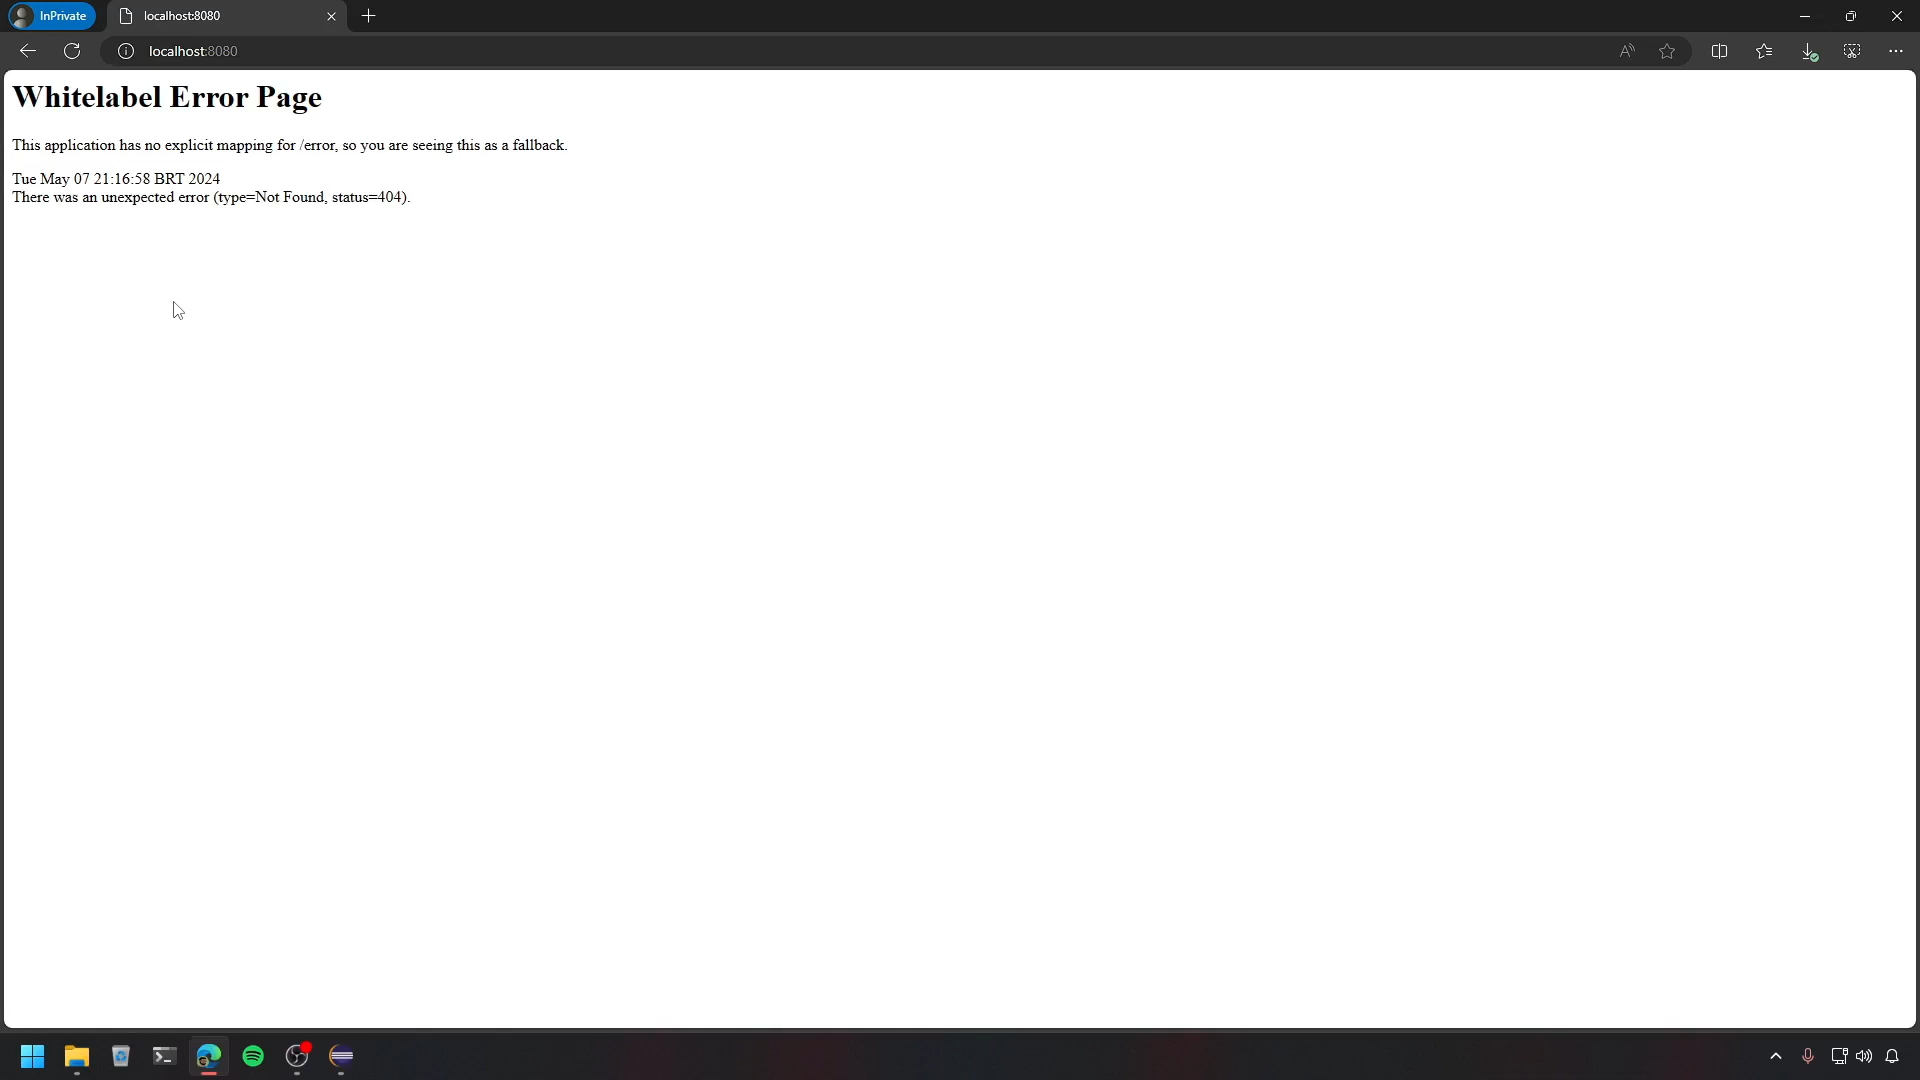 InPrivate
localhost:8080
localhost:8080
Whitelabel Error Page
This application has no explicit mapping for /error, so you are seeing this as a fallback.
Tue May 07 21:16:58 BRT 2024
There was an unexpected error (type=Not Found, status=404).